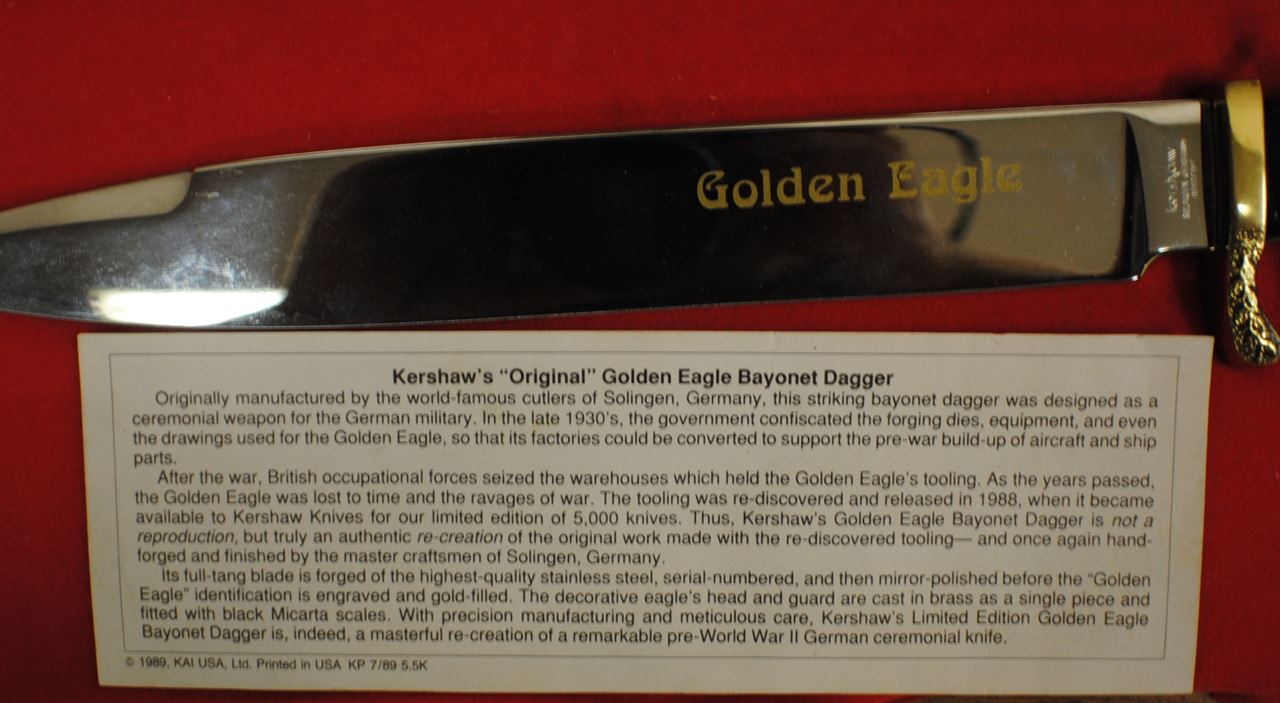 Golden Eagle
Kershaw's "Original" Golden Eagle Bayonet Dagger
Originally manufactured by the world-famous cutlers of Solingen, Germany, this striking bayonet dagger was designed as a
ceremonial weapon for the German military. In the late 1930's, the government confiscated the forging dies, equipment, and even
the drawings used for the Golden Eagle, so that its factories could be converted to support the pre-war build-up of aircraft and ship
parts.
After the war, British occupational forces seized the warehouses which held the Golden Eagle's tooling. As the years passed,
the Golden Eagle was lost to time and the ravages of war. The tooling was re-discovered and released in 1988, when it became
available to Kershaw Knives for our limited edition of 5,000 knives. Thus, Kershaw's Golden Eagle Bayonet Dagger is not a
reproduction, but truly an authentic re-creation of the original work made with the re-discovered tooling— and once again hand-
forged and finished by the master craftsmen of Solingen, Germany.
Its full-tang blade is forged of the highest-quality stainless steel, serial-numbered, and then mirror-polished before the "Golden
Eagle" identification is engraved and gold-filled. The decorative eagle's head and guard are cast in brass as a single piece and
fitted with black Micarta scales. With precision manufacturing and meticulous care, Kershaw's Limited Edition Golden Eagle
Bayonet Dagger is, indeed, a masterful re-creation of a remarkable pre-World War II German ceremonial knife.
© 1989, KAI USA, Ltd. Printed in USA KP 7/89 5.5K